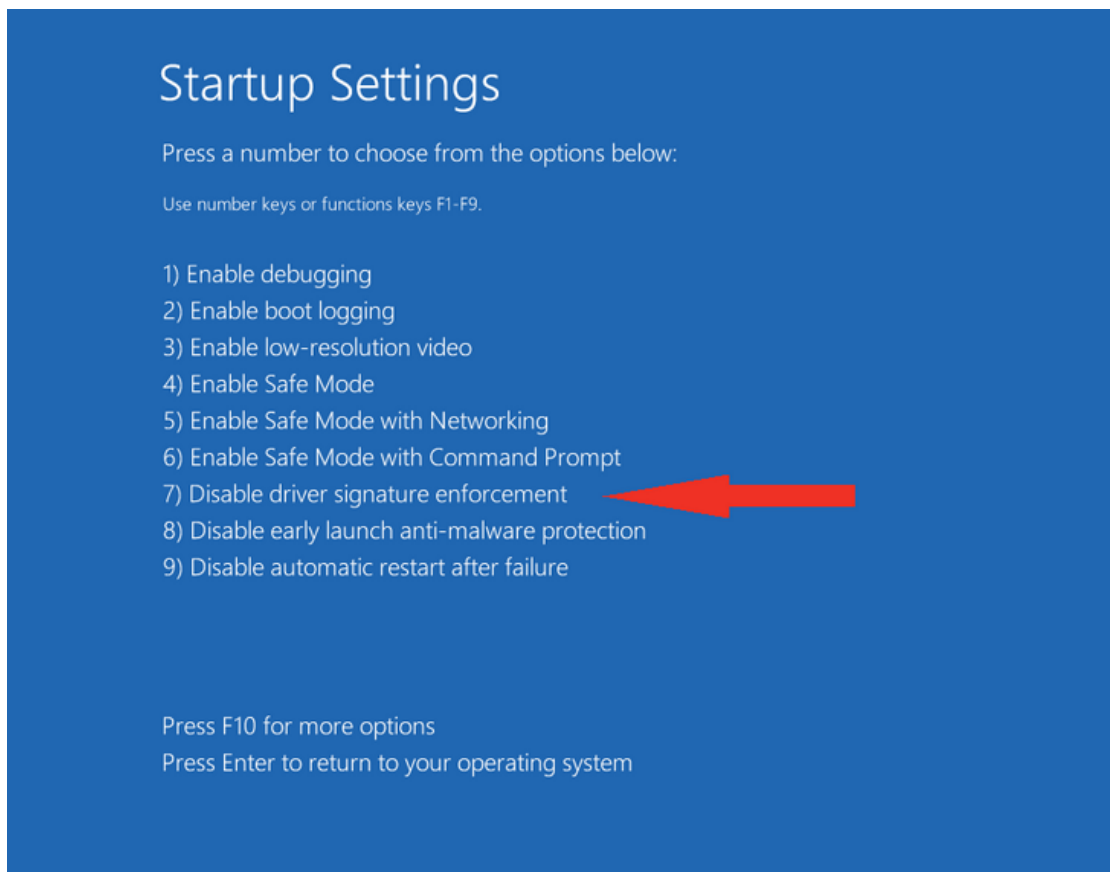 Startup Settings
Press a number to choose from the options below:
Use number keys or functions keys F1-F9.
1) Enable debugging
2) Enable boot logging
3) Enable low-resolution video
4) Enable Safe Mode
5) Enable Safe Mode with Networking
6) Enable Safe Mode with Command Prompt
7) Disable driver signature enforcement
8) Disable early launch anti-malware protection
9) Disable automatic restart after failure
Press F10 for more options
Press Enter to return to your operating system